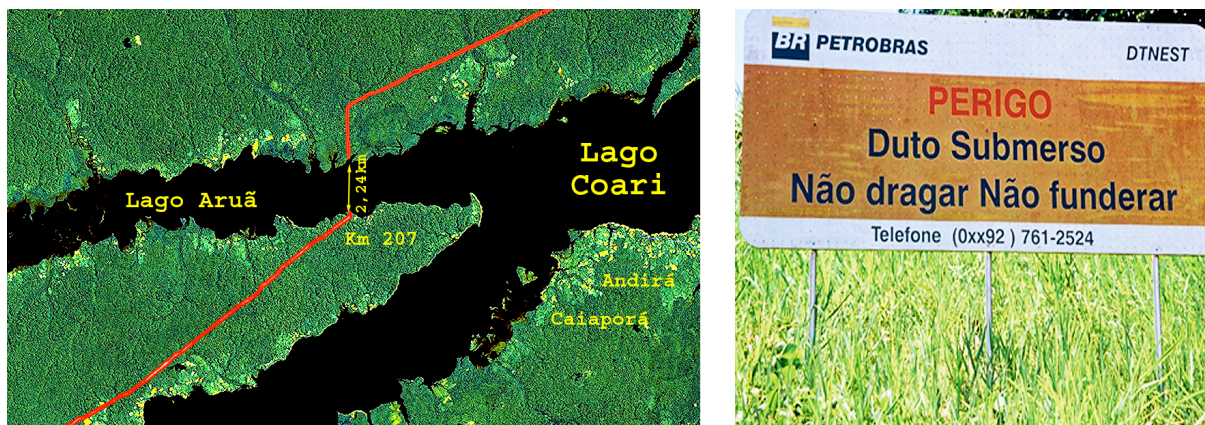 Lago
Coari
Lago Aruã
2,24km
Km 207
Andirá
Caiaporá
BR PETROBRAS
DTNEST
PERIGO
Duto Submerso
Não dragar Não funderar
Telefone (0xx92 ) 761-2524